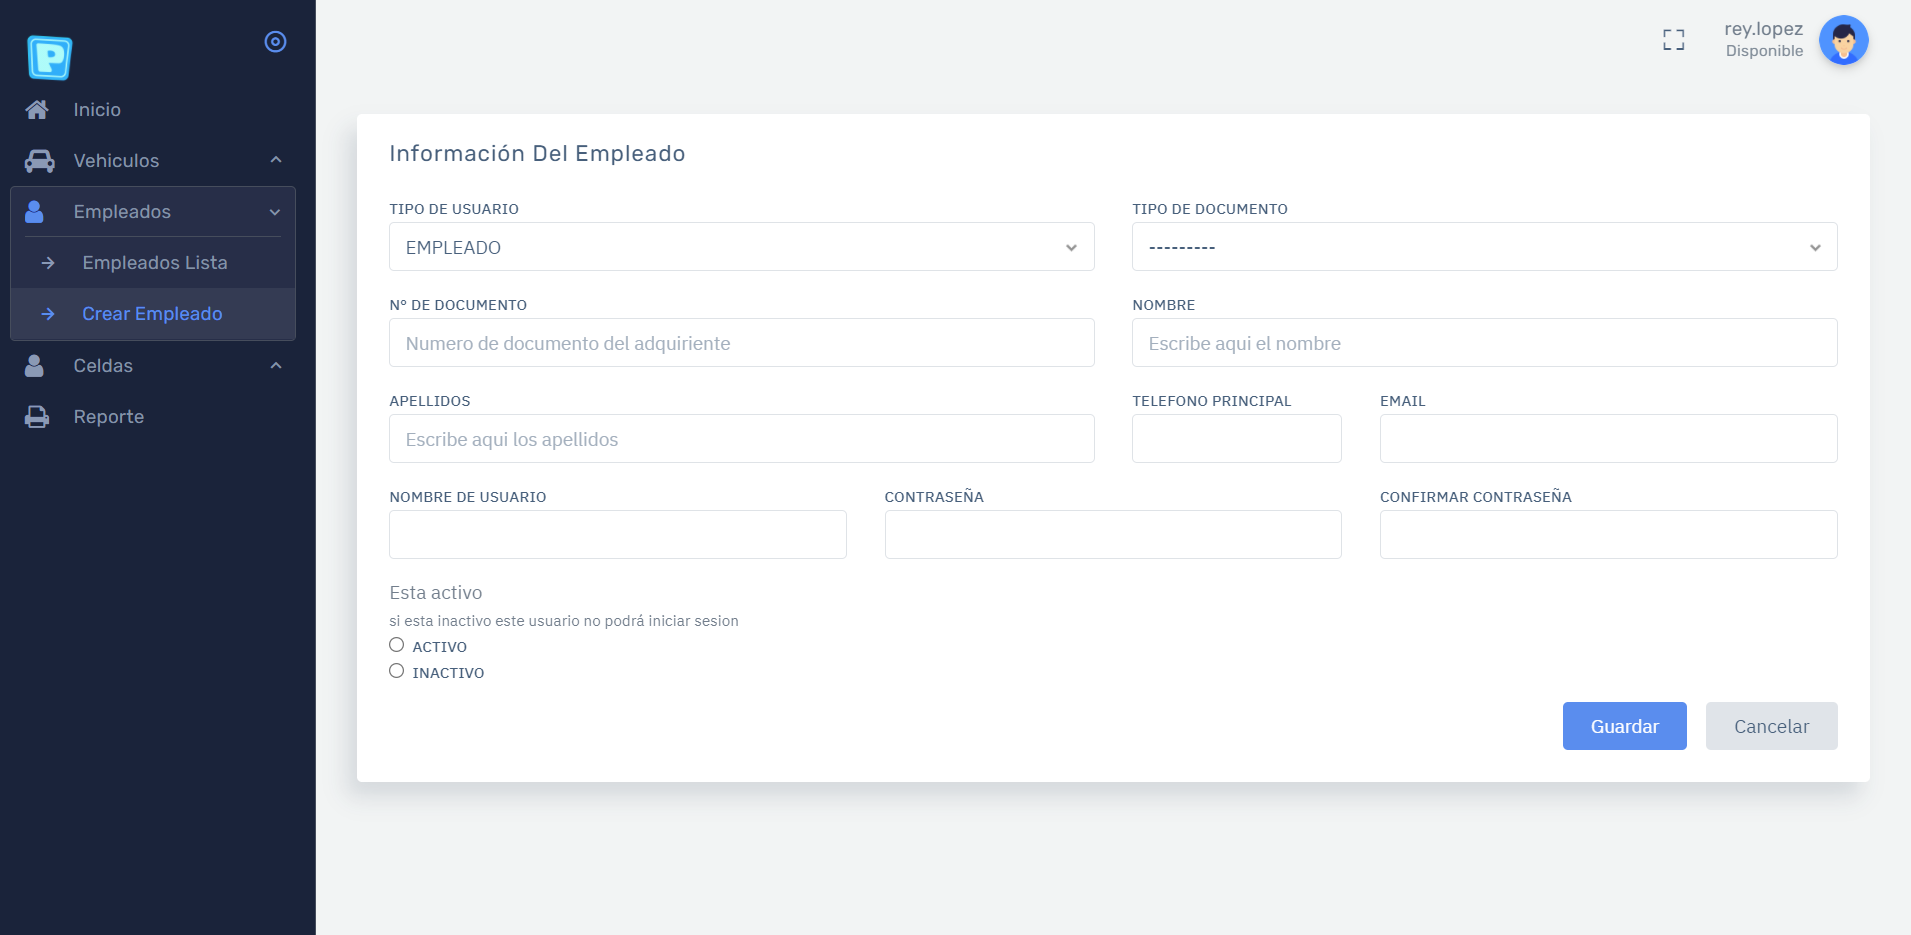 P
Inicio
Vehiculos
Empleados
Empleados Lista
Crear Empleado
Celdas
Reporte
rey.lopez
Disponible
Información Del Empleado
TIPO DE USUARIO
TIPO DE DOCUMENTO
EMPLEADO
---------
N° DE DOCUMENTO
NOMBRE
Numero de documento del adquiriente
Escribe aqui el nombre
APELLIDOS
TELEFONO PRINCIPAL
EMAIL
Escribe aqui los apellidos
NOMBRE DE USUARIO
CONTRASEÑA
CONFIRMAR CONTRASEÑA
Esta activo
si esta inactivo este usuario no podrá iniciar sesion
ACTIVO
INACTIVO
Guardar
Cancelar